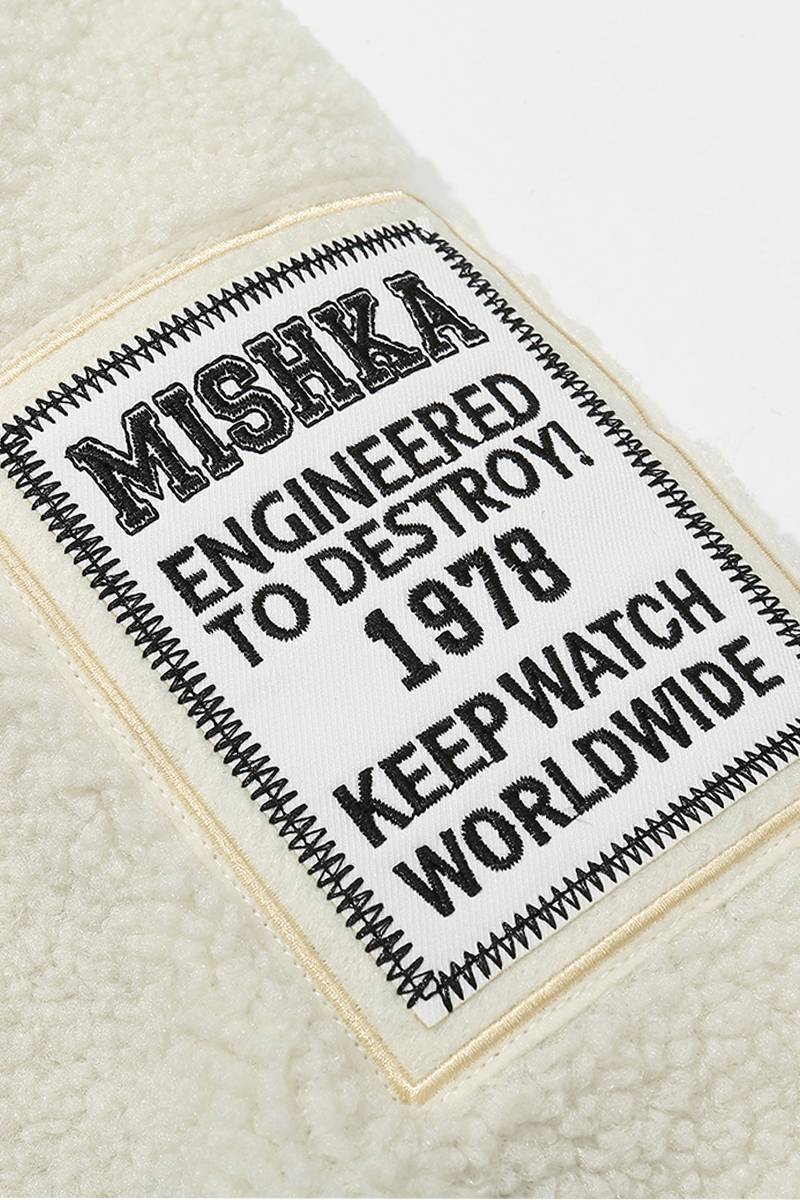 MISHKA
ENGINEERED
TO DESTROY!
1978
KEEP WATCH
WORLDWIDE